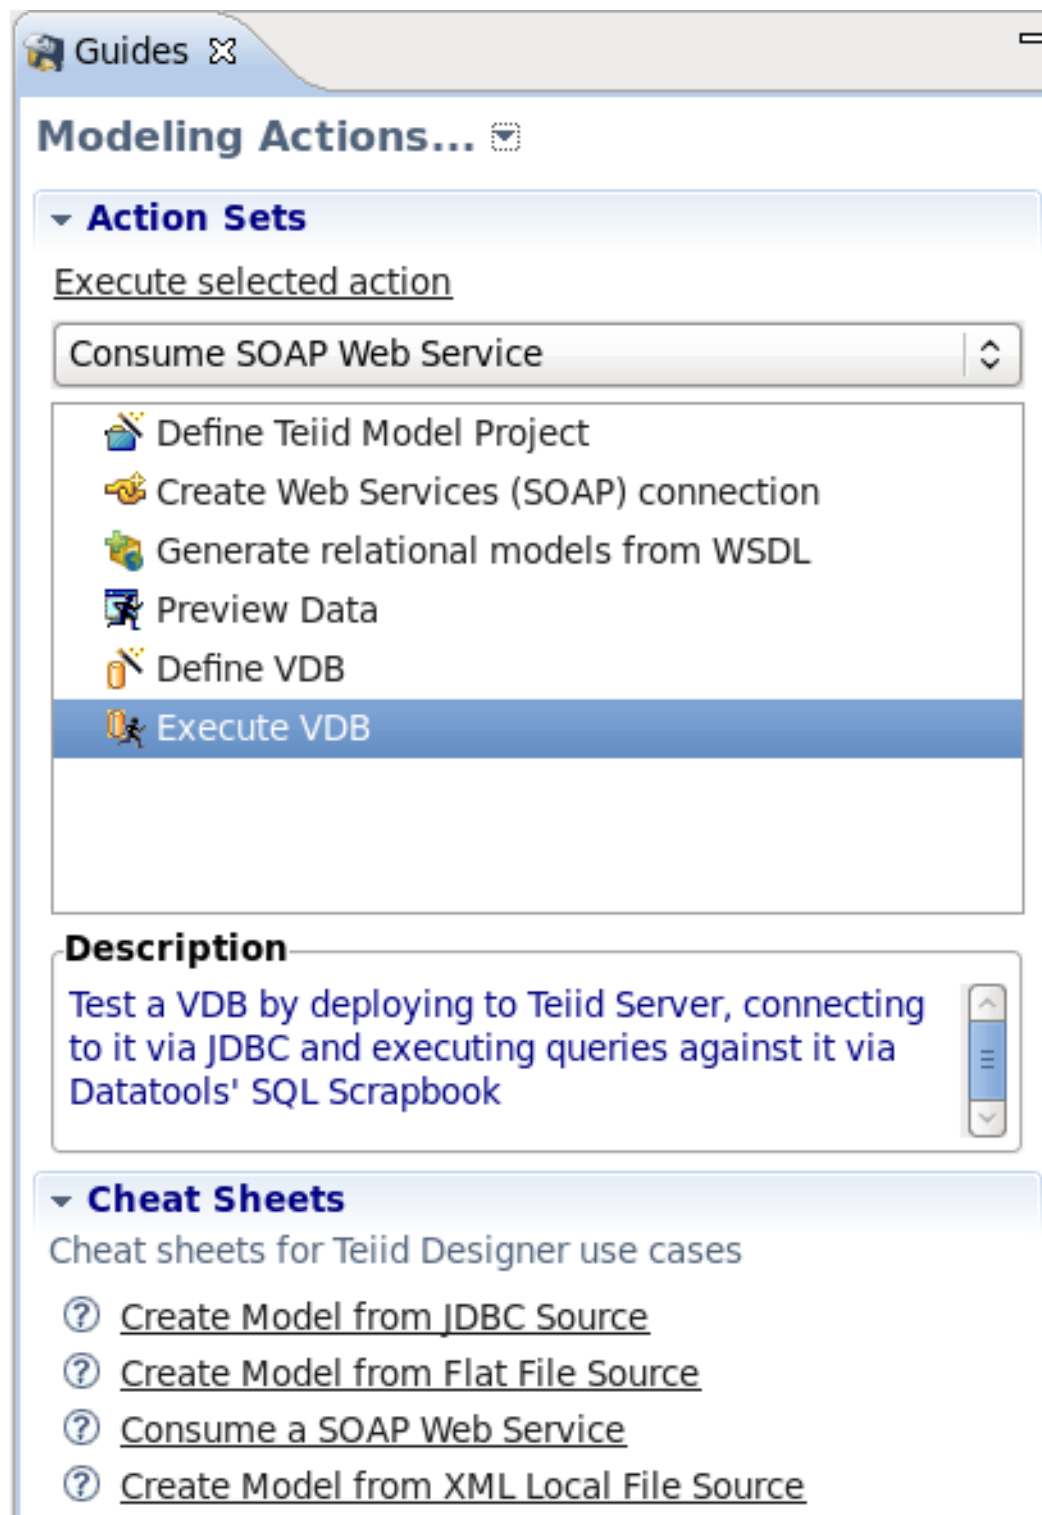 Guides
Modeling Actions...
Action Sets
Execute selected action
Consume SOAP Web Service
Define Teiid Model Project
Create Web Services (SOAP) connection
Generate relational models from WSDL
Preview Data
Define VDB
Execute VDB
Description
Test a VDB by deploying to Teiid Server, connecting
to it via JDBC and executing queries against it via
Datatools' SQL Scrapbook
Cheat Sheets
Cheat sheets for Teiid Designer use cases
Create Model from JDBC Source
Create Model from Flat File Source
Consume a SOAP Web Service
Create Model from XML Local File Source